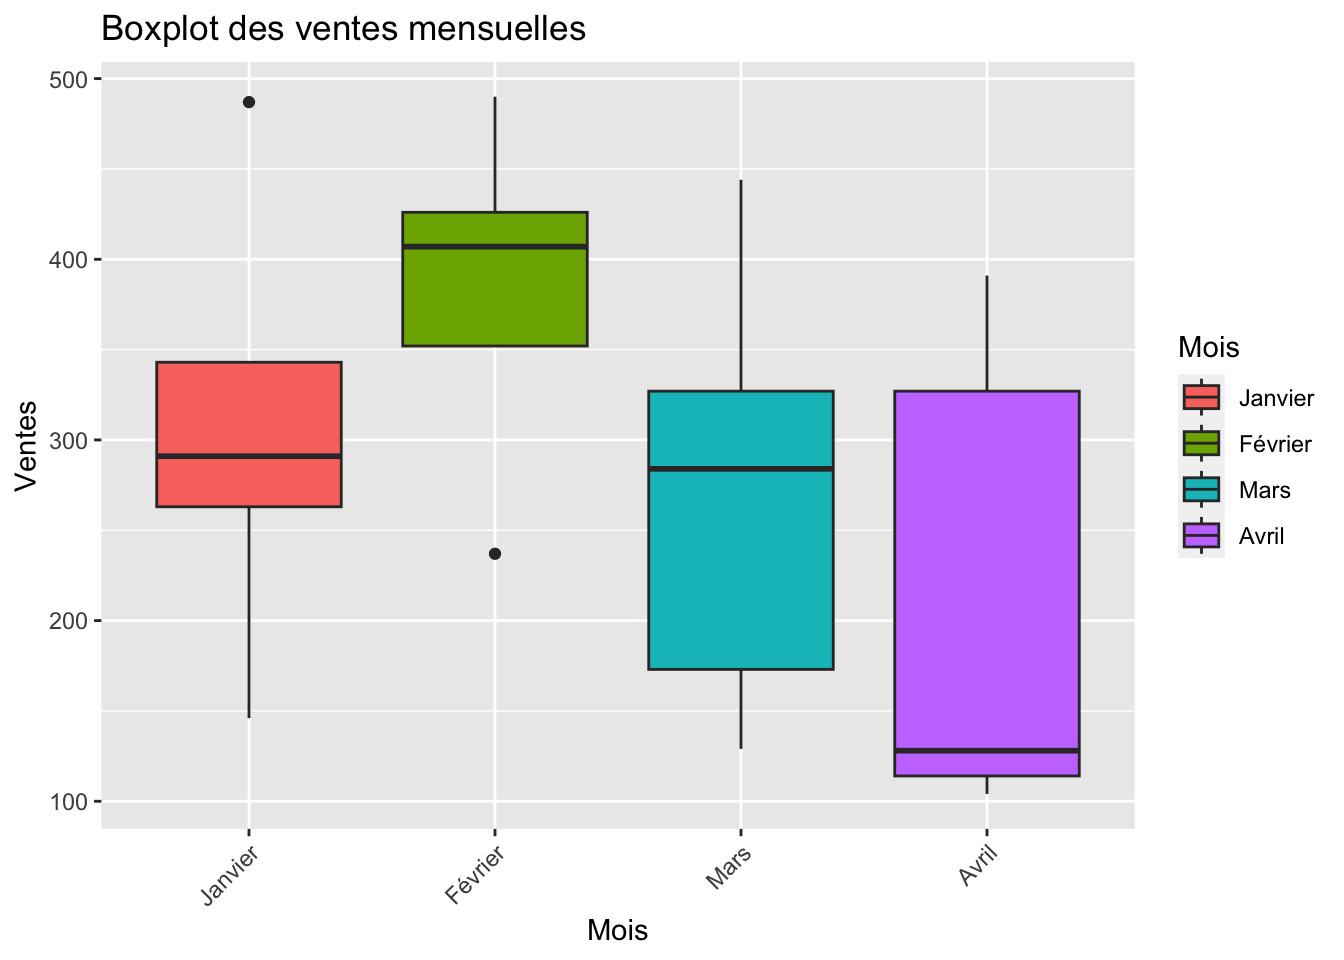 Boxplot des ventes mensuelles
500
400
300
200
100
Ventes
Janvier
Février
Mars
Avril
Mois
Mois
Janvier
Février
Mars
Avril